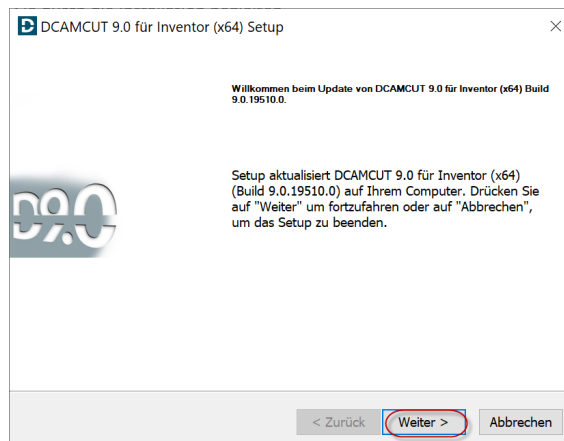 DCAMCUT 9.0 für Inventor (x64) Setup
Willkommen beim Update von DCAMCUT 9.0 für Inventor (x64) Build
9.0.19510.0.
Setup aktualisiert DCAMCUT 9.0 für Inventor (x64)
(Build 9.0.19510.0) auf Ihrem Computer. Drücken Sie
auf "Weiter" um fortzufahren oder auf "Abbrechen",
um das Setup zu beenden.
D9.0
< Zurück Weiter > Abbrechen